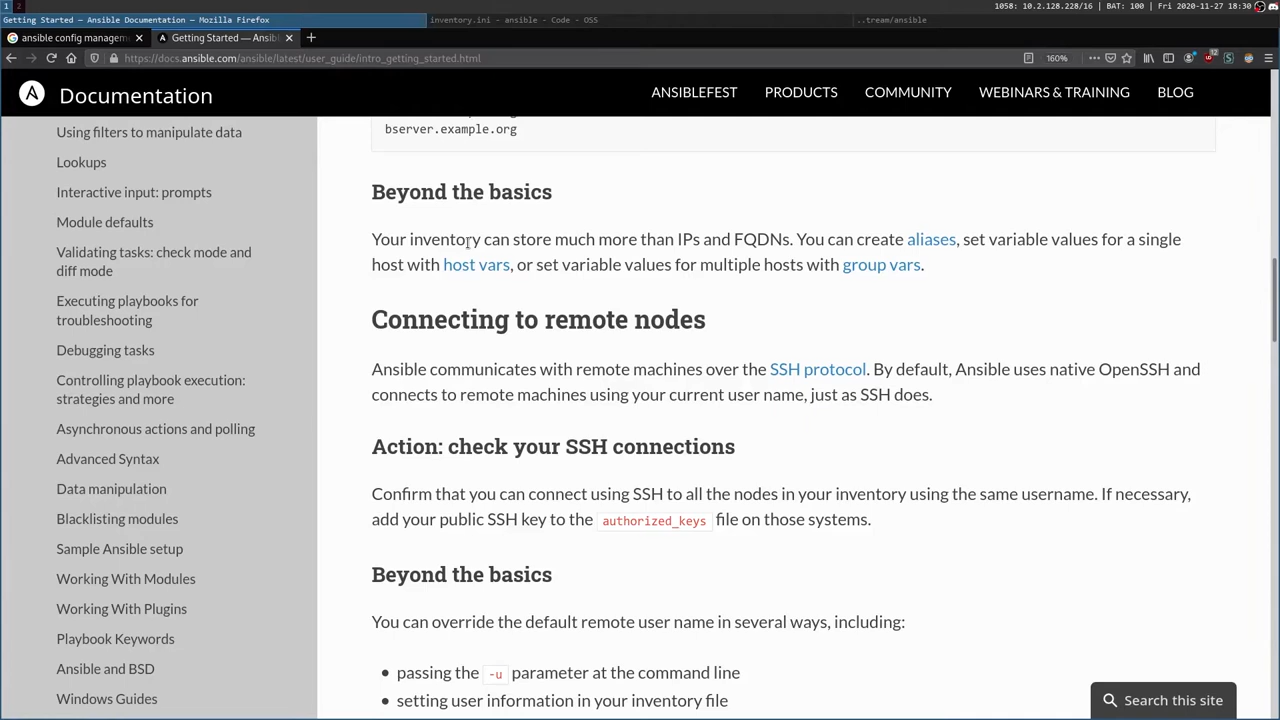 1 2 1058: 10.2.128.228/16 | BAT: 100 | Fri 2020-11-27 18:30
Getting Started — Ansible Documentation — Mozilla Firefox inventory.ini - ansible - Code - OSS ..tream/ansible
ansible config managem Getting Started — Ansibl
https://docs.ansible.com/ansible/latest/user_guide/intro_getting_started.html 160% 12
Documentation ANSIBLEFEST PRODUCTS COMMUNITY WEBINARS & TRAINING BLOG
Using filters to manipulate data
Lookups
Interactive input: prompts
Module defaults
Validating tasks: check mode and
diff mode
Executing playbooks for
troubleshooting
Debugging tasks
Controlling playbook execution:
strategies and more
Asynchronous actions and polling
Advanced Syntax
Data manipulation
Blacklisting modules
Sample Ansible setup
Working With Modules
Working With Plugins
Playbook Keywords
Ansible and BSD
Windows Guides
bserver.example.org
Beyond the basics
Your inventory can store much more than IPs and FQDNs. You can create aliases, set variable values for a single
host with host vars, or set variable values for multiple hosts with group vars.
Connecting to remote nodes
Ansible communicates with remote machines over the SSH protocol. By default, Ansible uses native OpenSSH and
connects to remote machines using your current user name, just as SSH does.
Action: check your SSH connections
Confirm that you can connect using SSH to all the nodes in your inventory using the same username. If necessary,
add your public SSH key to the authorized_keys file on those systems.
Beyond the basics
You can override the default remote user name in several ways, including:
• passing the -u parameter at the command line
• setting user information in your inventory file
Search this site